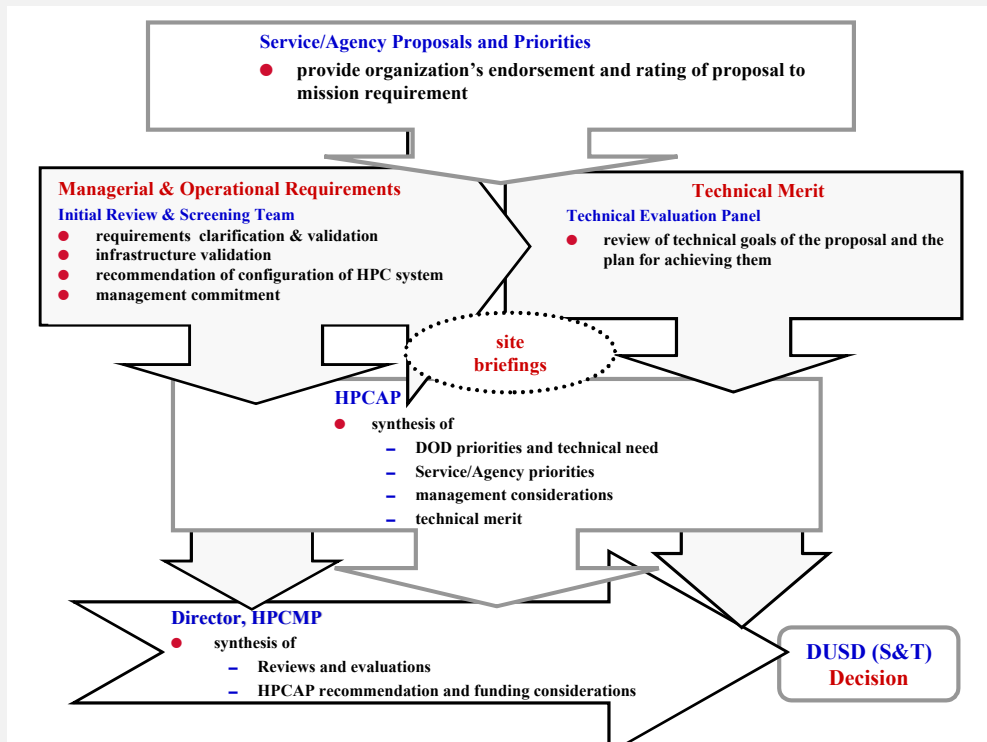 Service/Agency Proposals and Priorities
● provide organization's endorsement and rating of proposal to
mission requirement
Managerial & Operational Requirements
Initial Review & Screening Team
● requirements clarification & validation
● infrastructure validation
● recommendation of configuration of HPC system
● management commitment
Technical Merit
Technical Evaluation Panel
● review of technical goals of the proposal and the
plan for achieving them
site
briefings
HPCAP
● synthesis of
– DOD priorities and technical need
– Service/Agency priorities
– management considerations
– technical merit
Director, HPCMP
● synthesis of
– Reviews and evaluations
– HPCAP recommendation and funding considerations
DUSD (S&T)
Decision